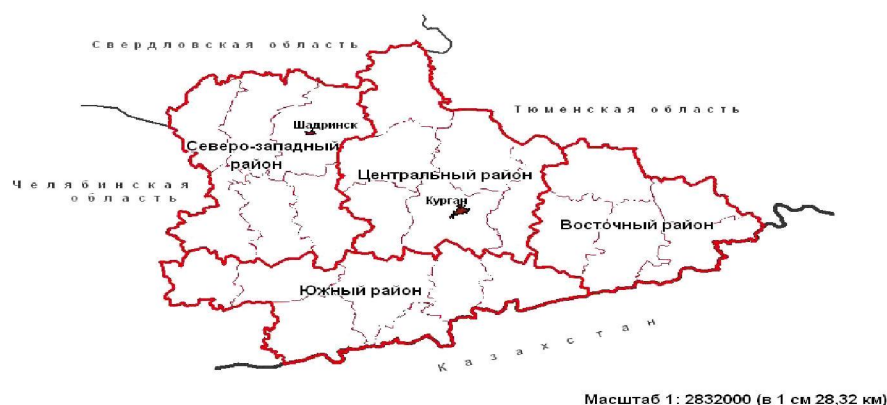 Свердловская область
Тюменская область
Шадринск
Северо-западный
район
Центральный район
Челябинская
область
Курган
Восточный район
Южный район
Казахстан
Масштаб 1: 2832000 (в 1 см 28,32 км)